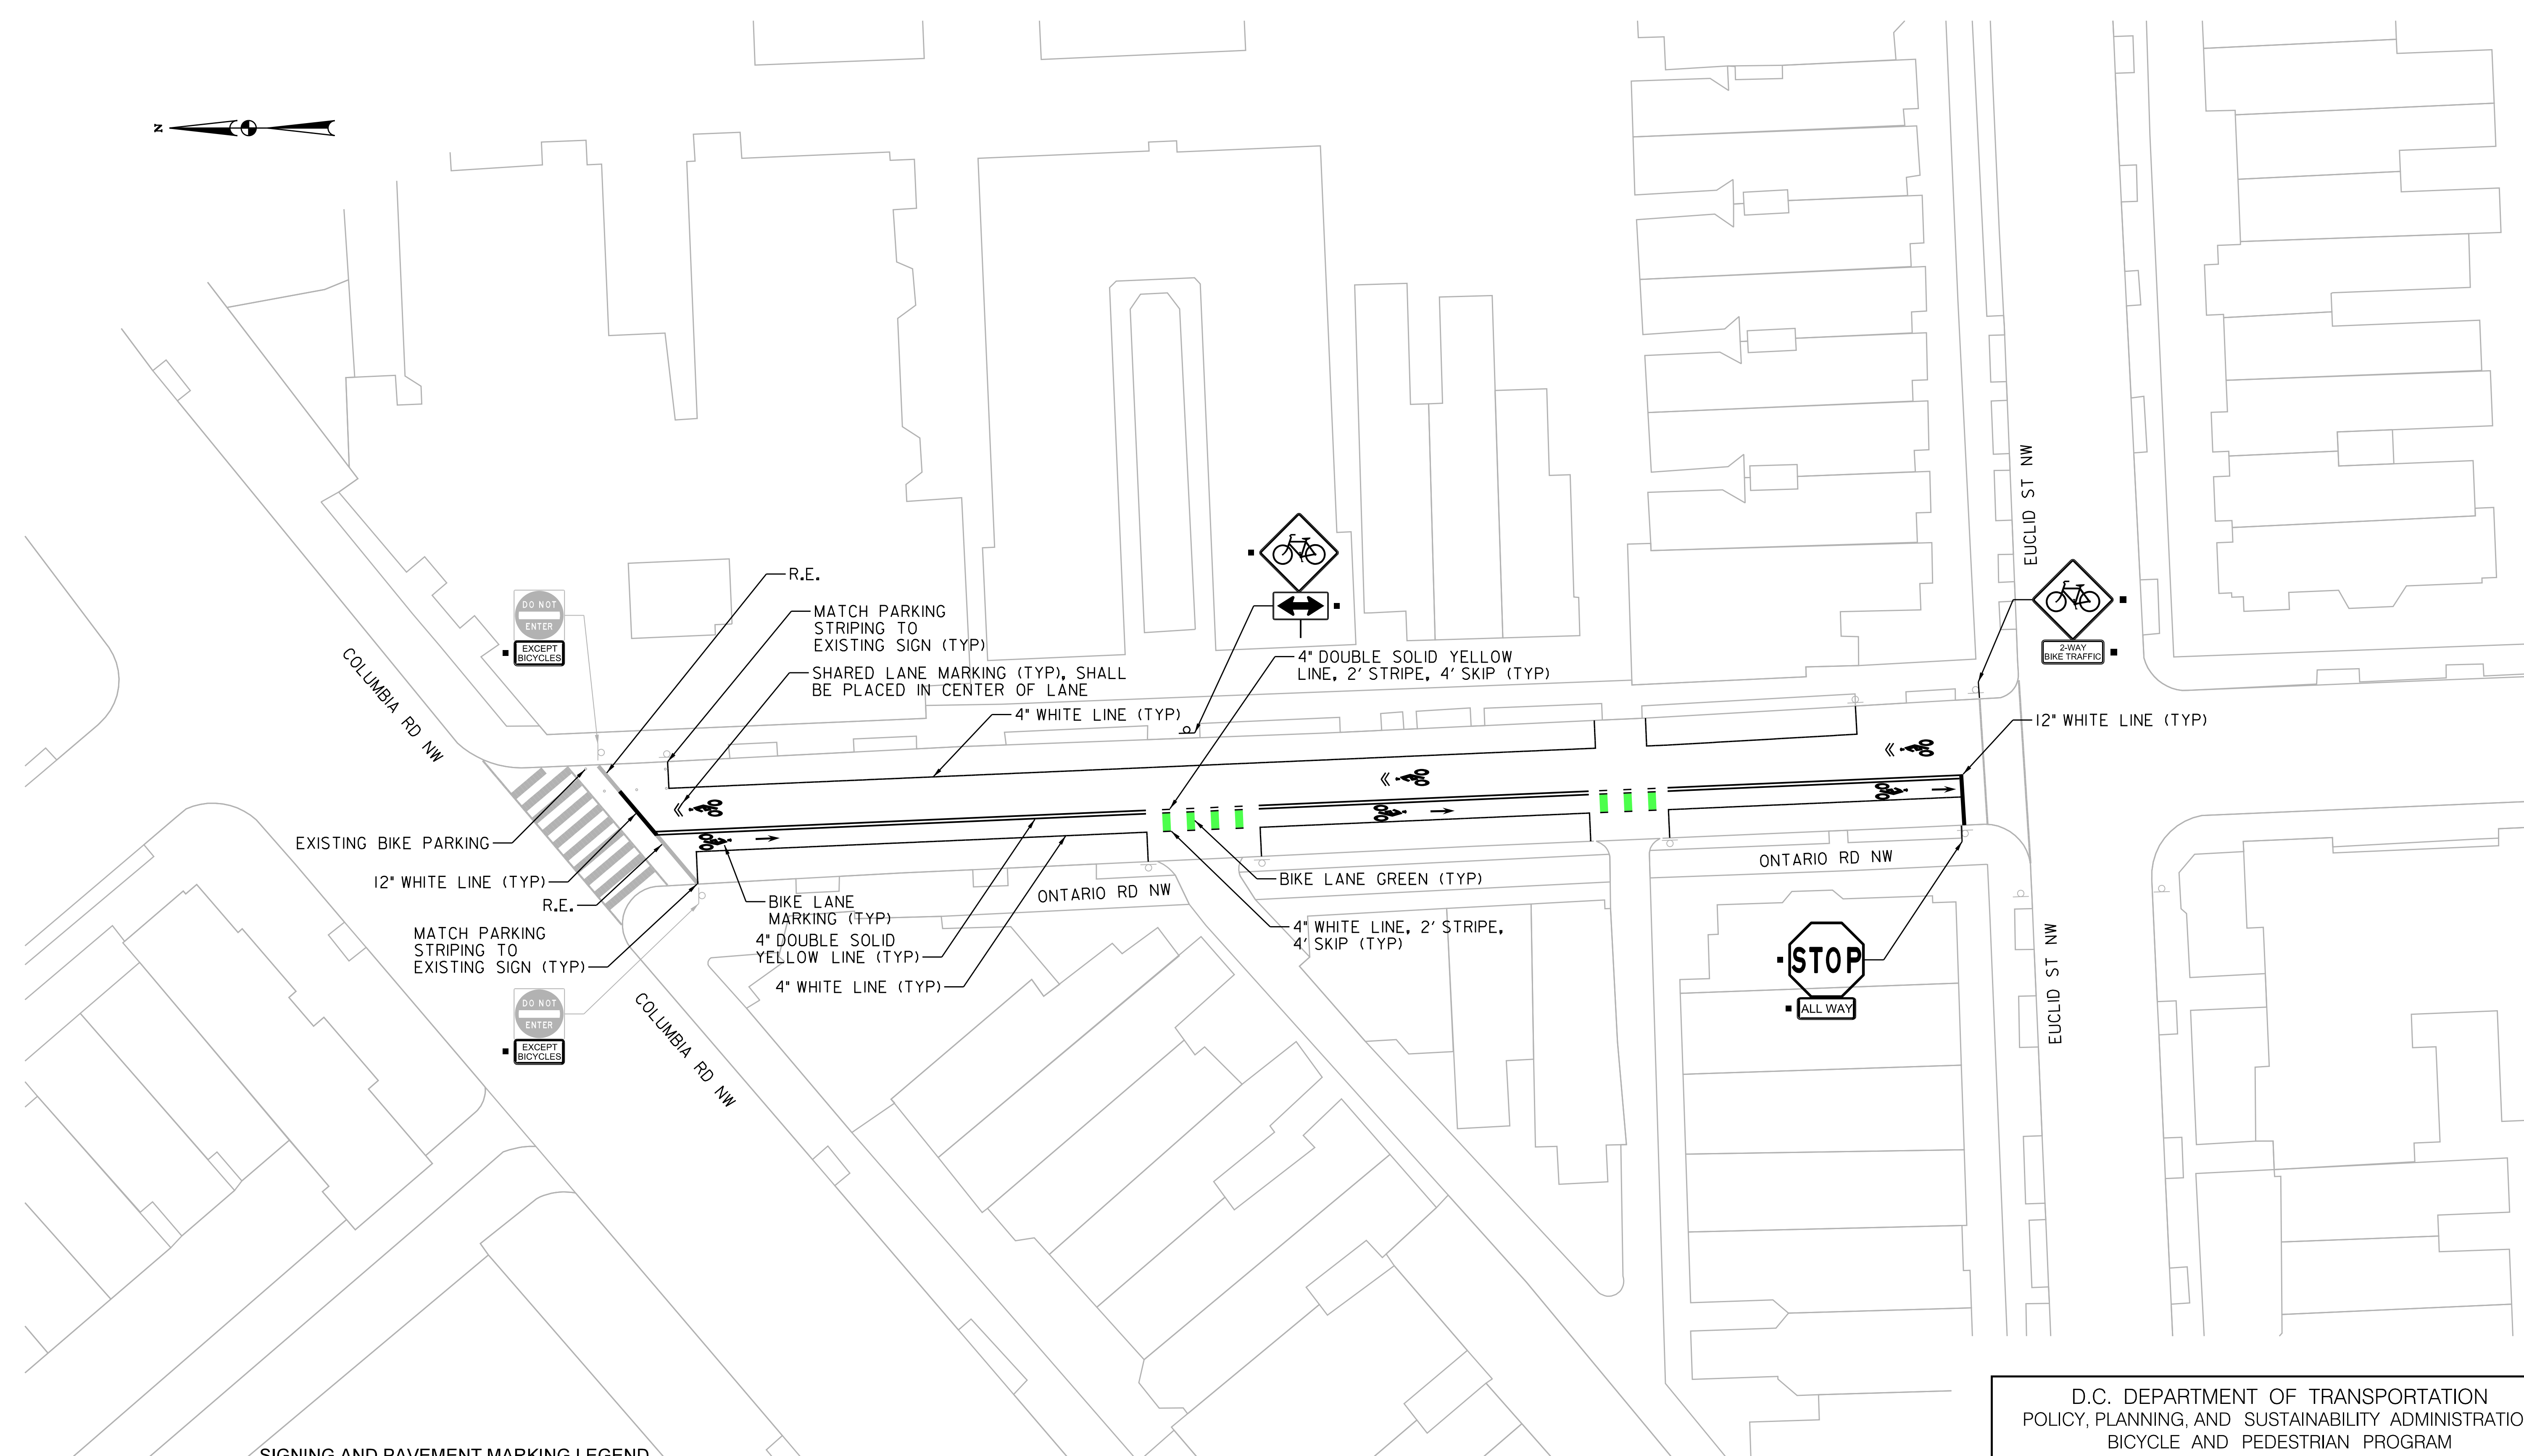 N
R.E.
DO NOT
ENTER
EXCEPT
BICYCLES
MATCH PARKING
STRIPING TO
EXISTING SIGN (TYP)
SHARED LANE MARKING (TYP), SHALL
BE PLACED IN CENTER OF LANE
4" WHITE LINE (TYP)
4" DOUBLE SOLID YELLOW
LINE, 2' STRIPE, 4' SKIP (TYP)
EUCLID ST NW
2-WAY
BIKE TRAFFIC
12" WHITE LINE (TYP)
COLUMBIA RD NW
EXISTING BIKE PARKING
12" WHITE LINE (TYP)
R.E.
MATCH PARKING
STRIPING TO
EXISTING SIGN (TYP)
BIKE LANE
MARKING (TYP)
4" DOUBLE SOLID
YELLOW LINE (TYP)
4" WHITE LINE (TYP)
ONTARIO RD NW
BIKE LANE GREEN (TYP)
4" WHITE LINE, 2' STRIPE,
4' SKIP (TYP)
ONTARIO RD NW
STOP
ALL WAY
EUCLID ST NW
DO NOT
ENTER
EXCEPT
BICYCLES
COLUMBIA RD NW
SIGNING AND PAVEMENT MARKING LEGEND
D.C. DEPARTMENT OF TRANSPORTATION
POLICY, PLANNING, AND SUSTAINABILITY ADMINISTRATIO
BICYCLE AND PEDESTRIAN PROGRAM